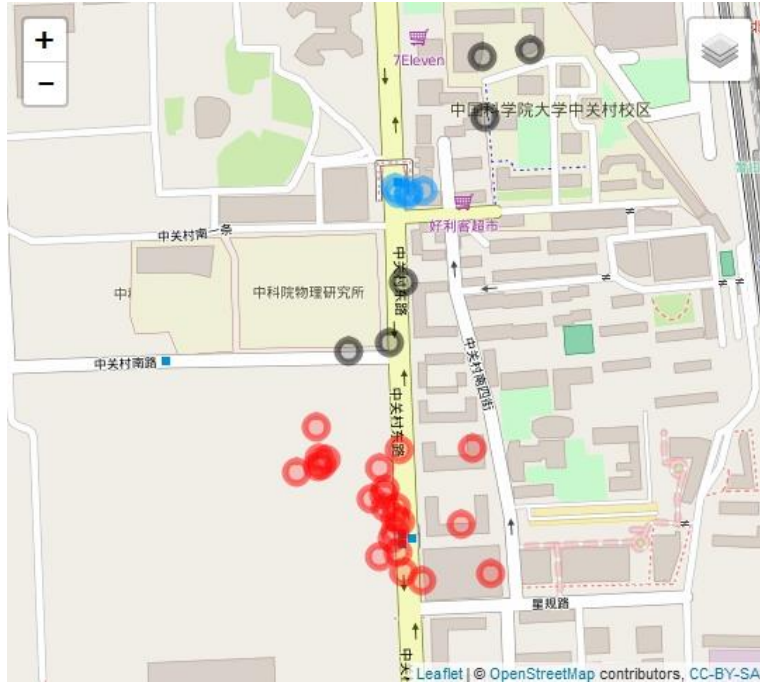 +
−
7Eleven
中国科学院大学中关村校区
好利客超市
中关村南一条
中关村东路
中科院物理研究所
中关村南路
中关村南四街
中关村东路
星规路
Leaflet | © OpenStreetMap contributors, CC-BY-SA